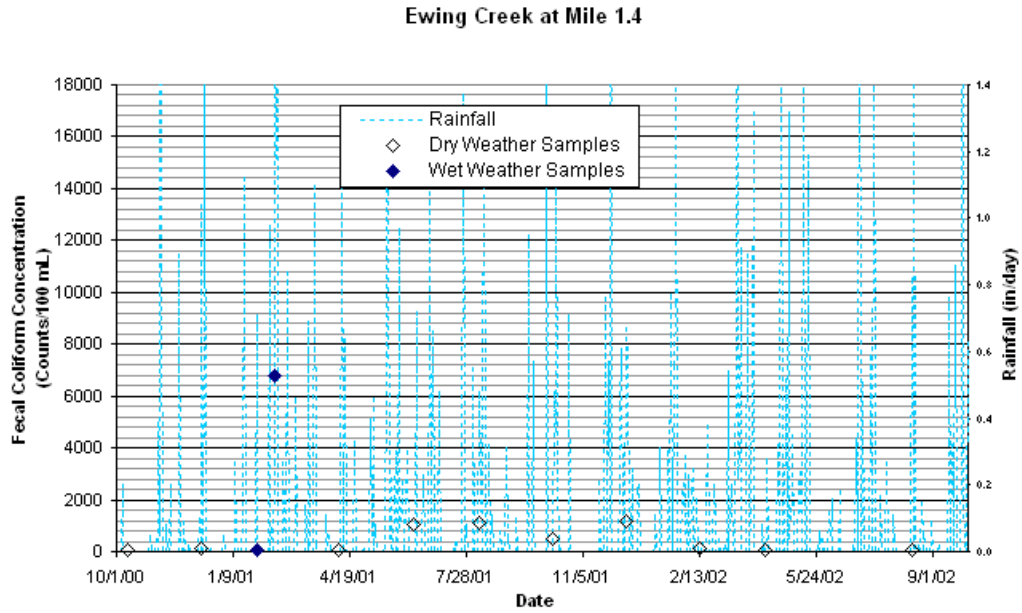 Ewing Creek at Mile 1.4
Fecal Coliform Concentration
(Counts/100 mL)
18000
16000
14000
12000
10000
8000
6000
4000
2000
0
Rainfall
Dry Weather Samples
Wet Weather Samples
1.4
1.2
1.0
0.8
0.6
0.4
0.2
0.0
Rainfall (in/day)
10/1/00 1/9/01 4/19/01 7/28/01 11/5/01 2/13/02 5/24/02 9/1/02
Date